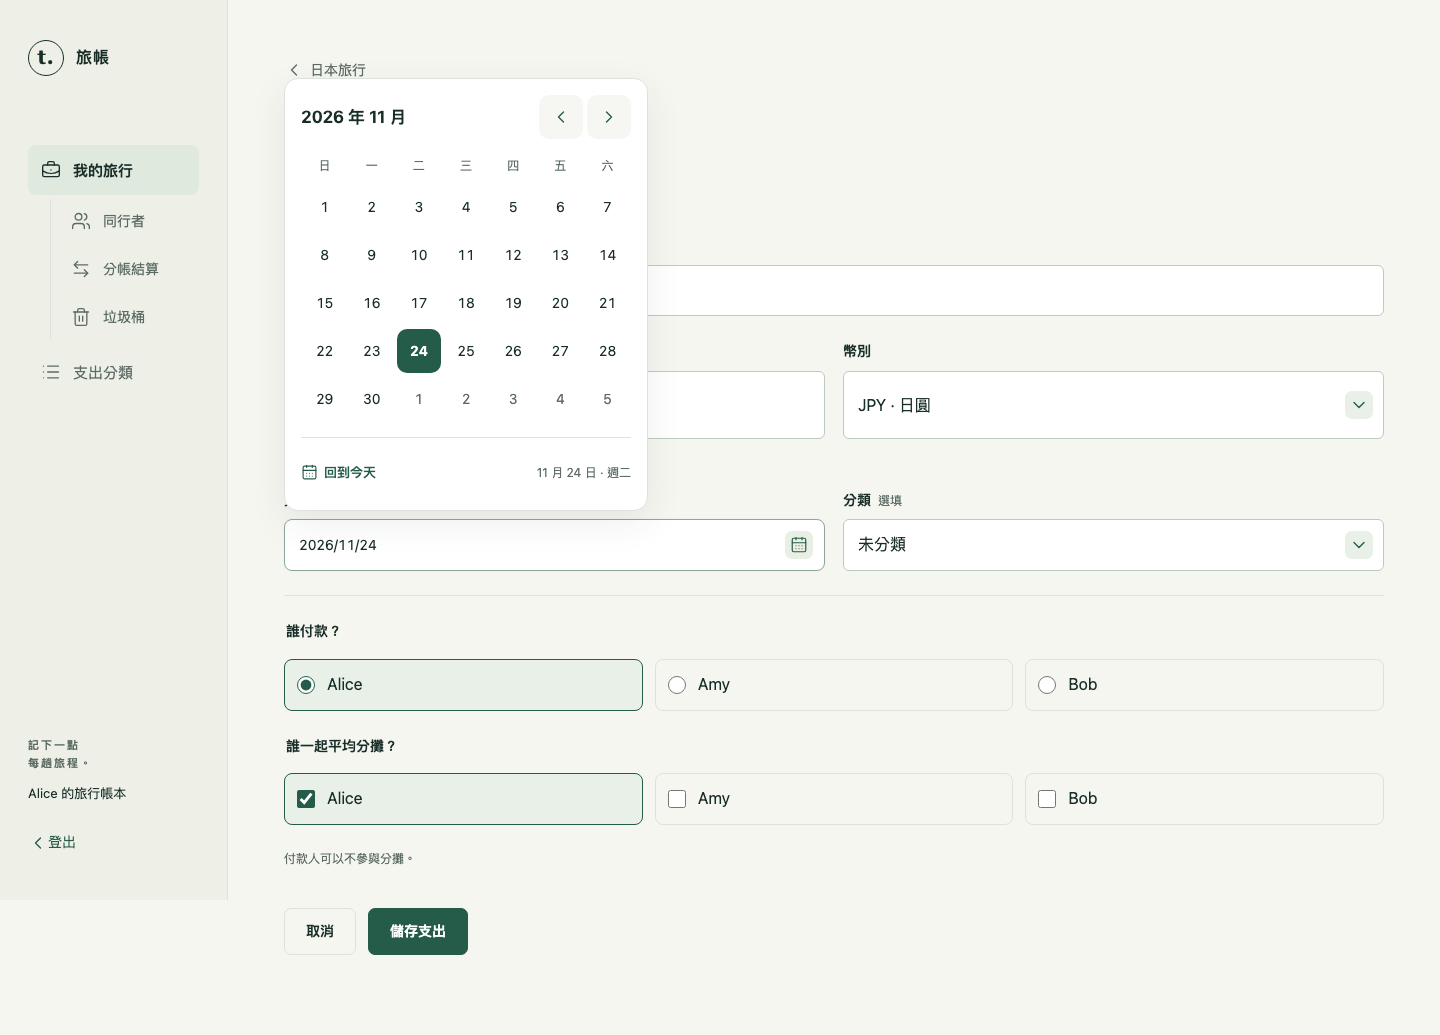 t. 旅帳
我的旅行
同行者
分帳結算
垃圾桶
支出分類
記下一點
每趟旅程。
Alice 的旅行帳本
登出
日本旅行
2026 年 11 月
日 一 二 三 四 五 六
1 2 3 4 5 6 7
8 9 10 11 12 13 14
15 16 17 18 19 20 21
22 23 24 25 26 27 28
29 30 1 2 3 4 5
回到今天 11 月 24 日 · 週二
幣別
JPY · 日圓
分類 選填
2026/11/24
未分類
誰付款？
Alice Amy Bob
誰一起平均分攤？
Alice Amy Bob
付款人可以不參與分攤。
取消 儲存支出